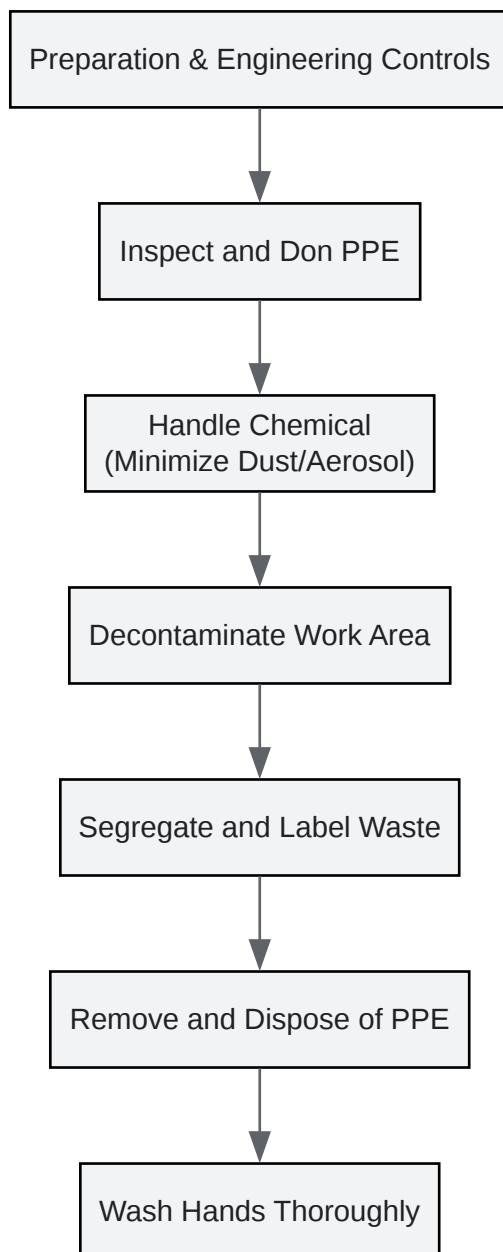 Preparation & Engineering Controls
Inspect and Don PPE
Handle Chemical
(Minimize Dust/Aerosol)
Decontaminate Work Area
Segregate and Label Waste
Remove and Dispose of PPE
Wash Hands Thoroughly